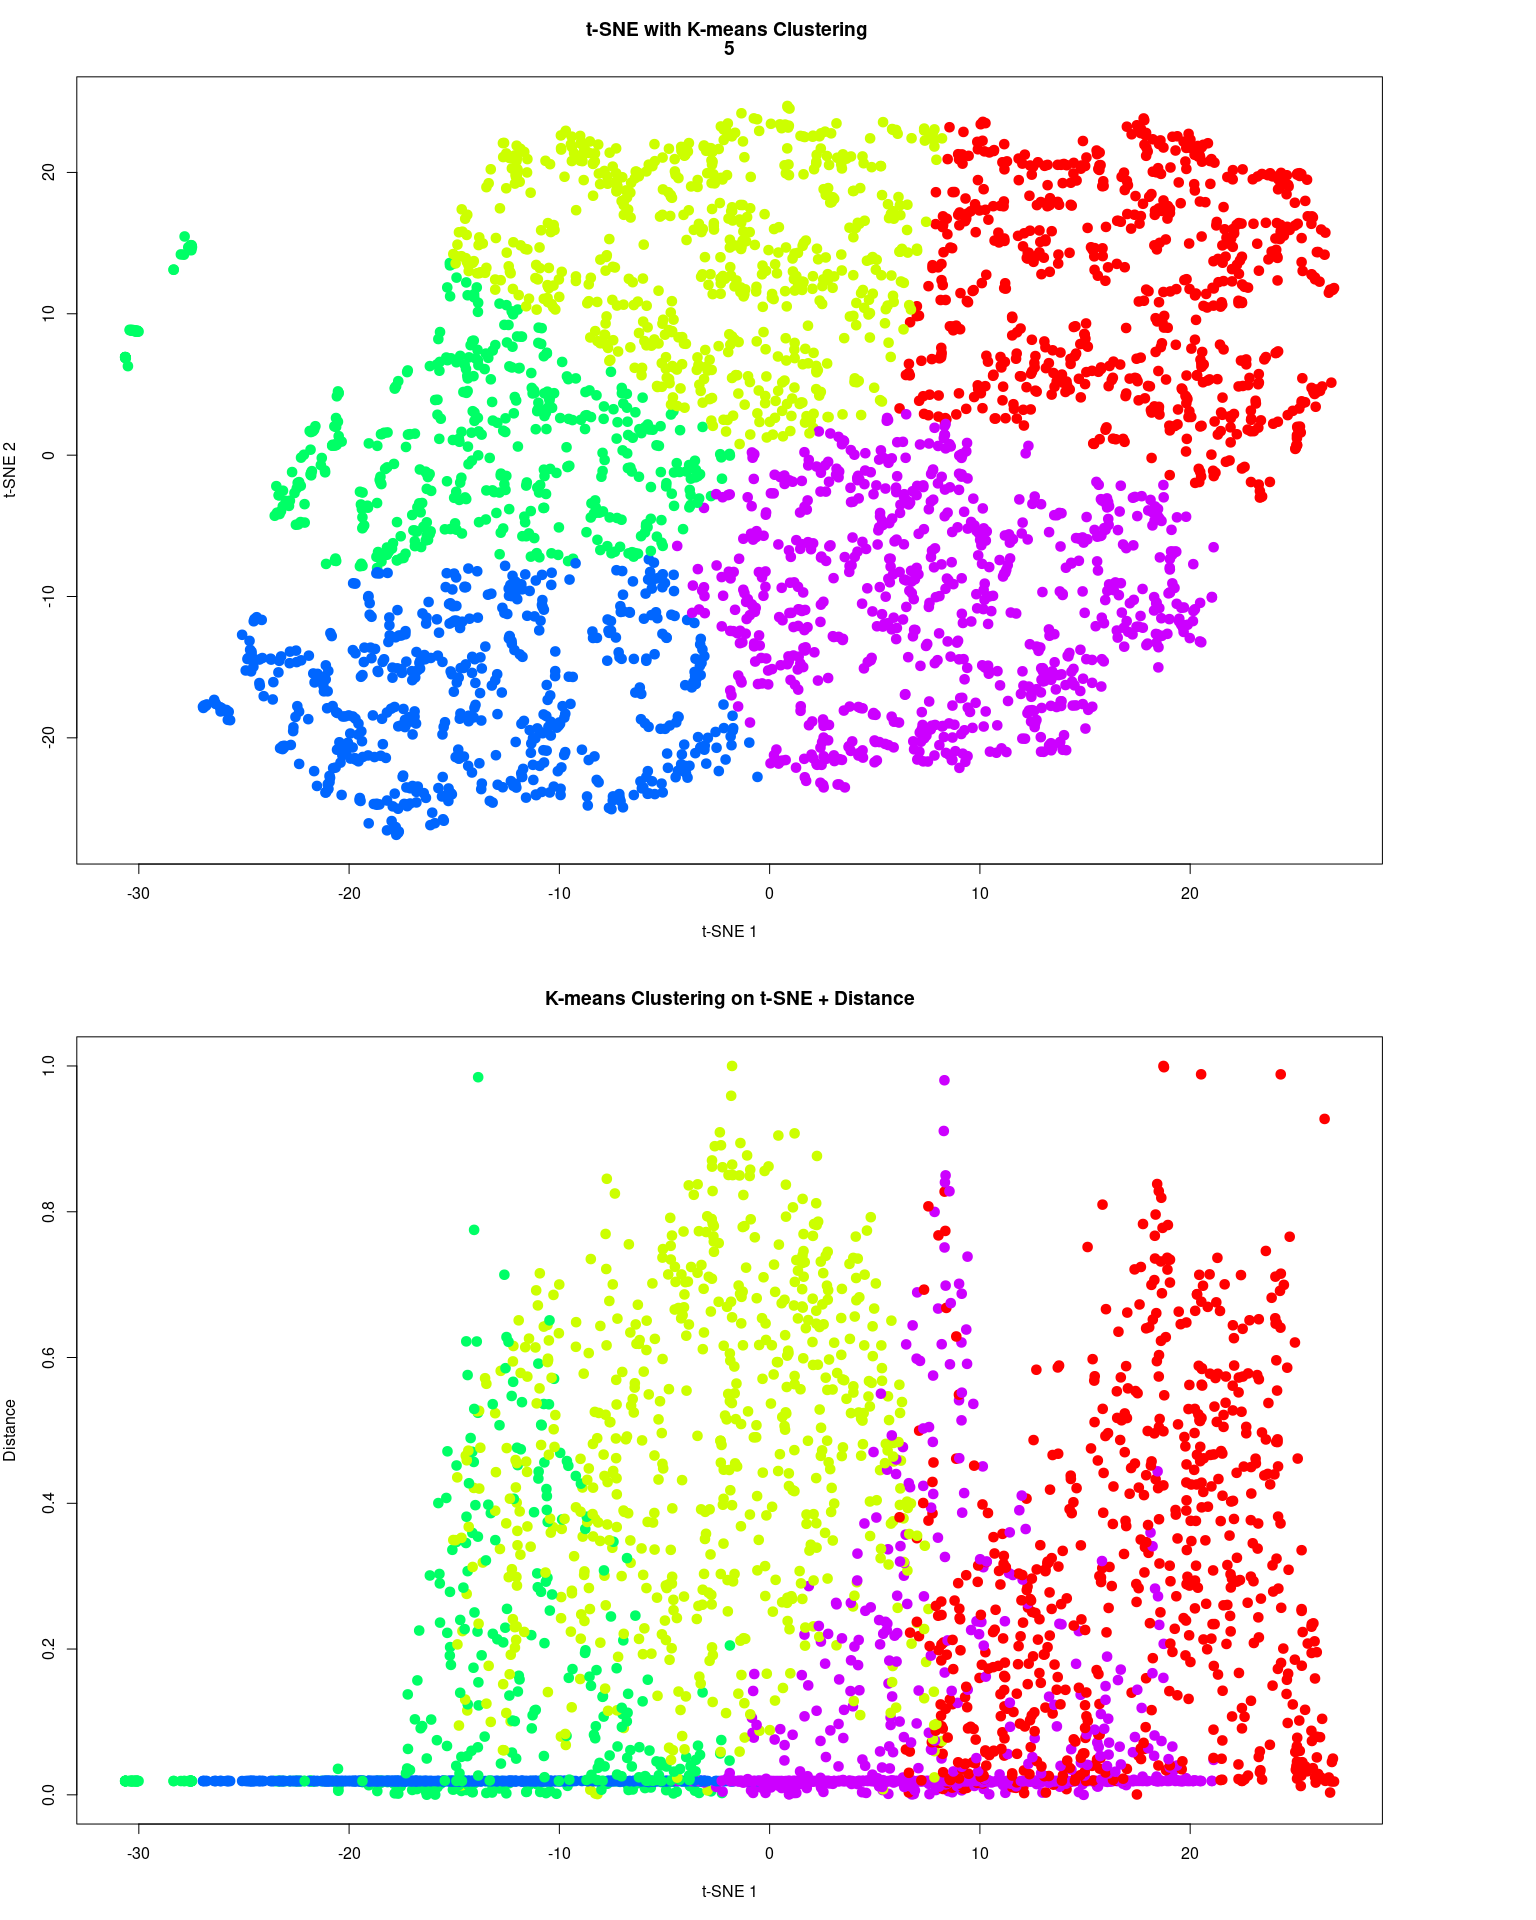 t-SNE with K-means Clustering
5
20
10
0
-10
-20
t-SNE 2
-30 -20 -10 0 10 20
t-SNE 1
K-means Clustering on t-SNE + Distance
1.0
0.8
0.6
0.4
0.2
0.0
Distance
-30 -20 -10 0 10 20
t-SNE 1